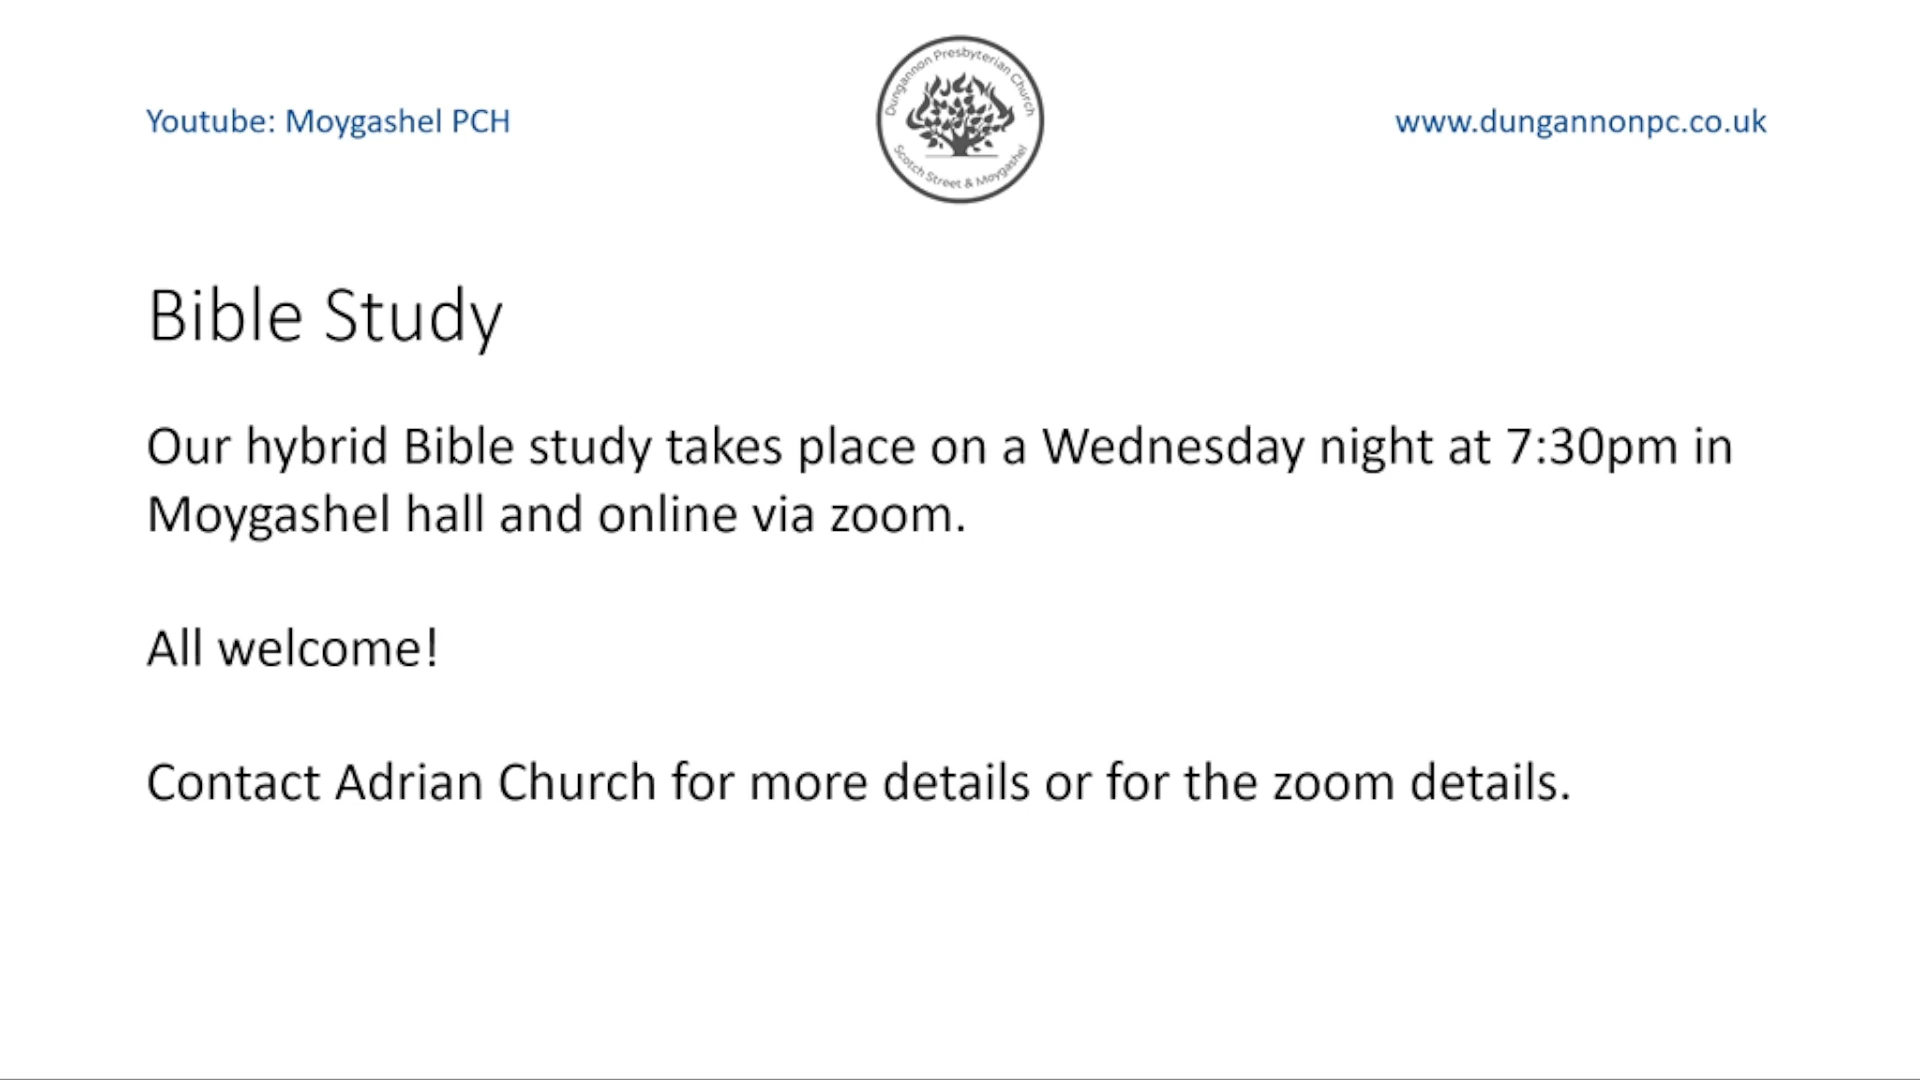 Youtube: Moygashel PCH
Dungannon Presbyterian Church
Scotch Street & Moygashel
www.dungannonpc.co.uk
Bible Study
Our hybrid Bible study takes place on a Wednesday night at 7:30pm in
Moygashel hall and online via zoom.
All welcome!
Contact Adrian Church for more details or for the zoom details.